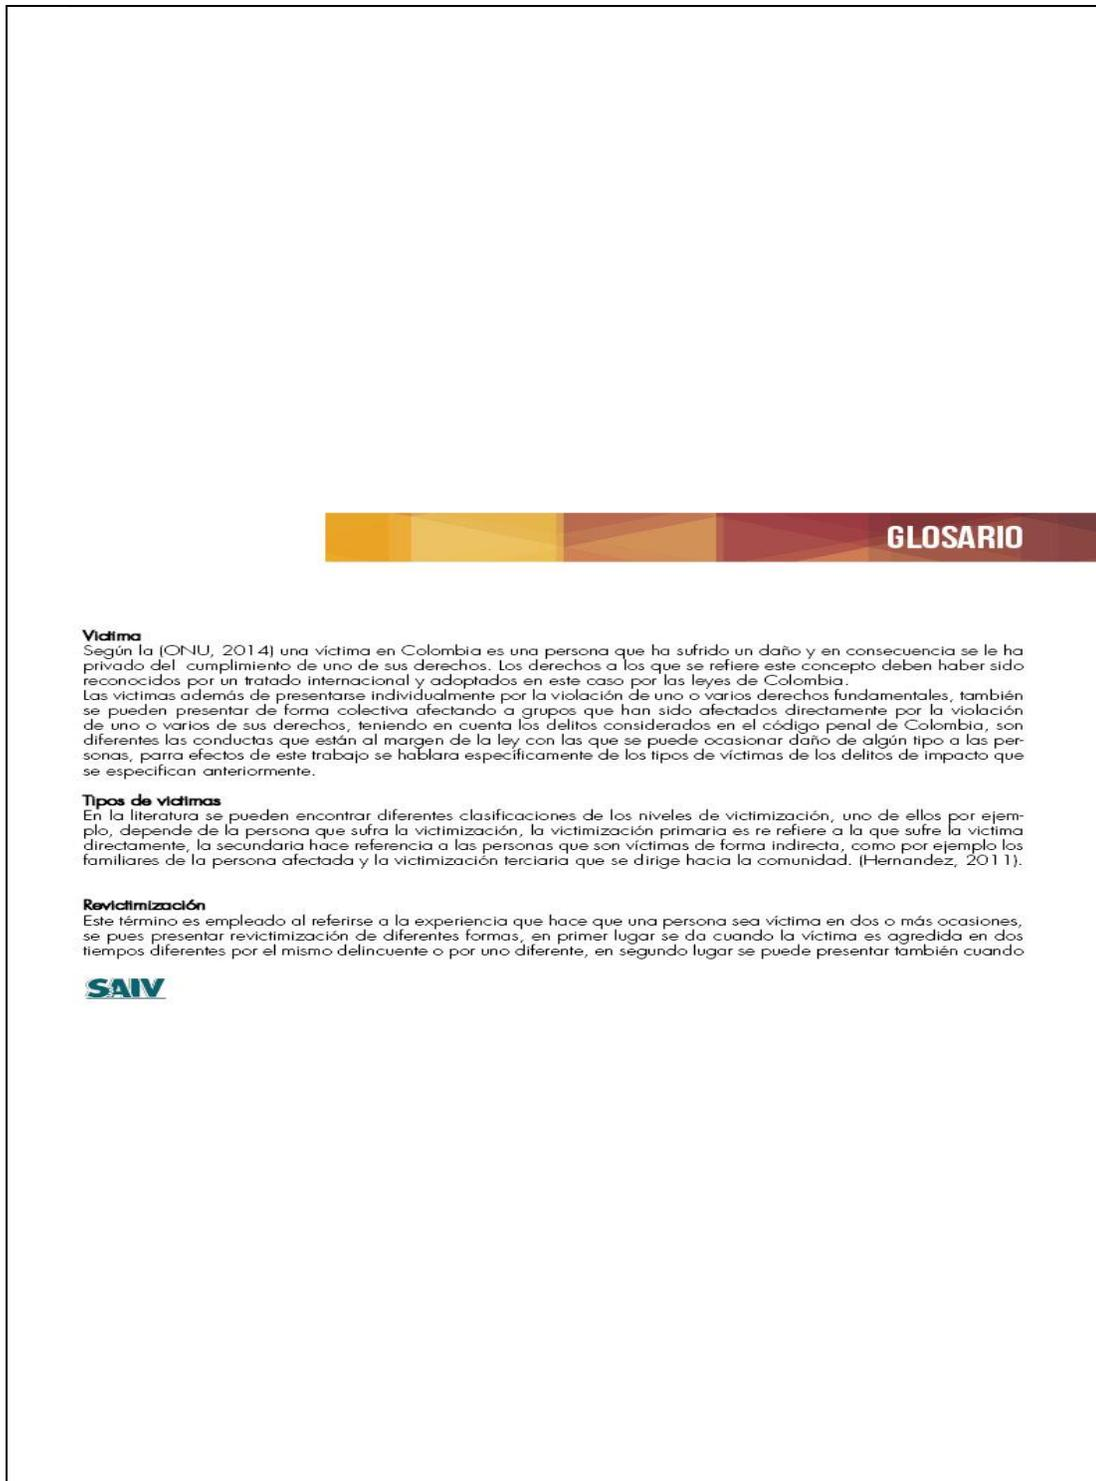 GLOSARIO
Victima
Según la (ONU, 2014) una víctima en Colombia es una persona que ha sufrido un daño y en consecuencia se le ha
privado del cumplimiento de uno de sus derechos. Los derechos a los que se refiere este concepto deben haber sido
reconocidos por un tratado internacional y adoptados en este caso por las leyes de Colombia.
Las victimas además de presentarse individualmente por la violación de uno o varios derechos fundamentales, también
se pueden presentar de forma colectiva afectando a grupos que han sido afectados directamente por la violación
de uno o varios de sus derechos, teniendo en cuenta los delitos considerados en el código penal de Colombia, son
diferentes las conductas que están al margen de la ley con las que se puede ocasionar daño de algún tipo a las per-
sonas, parra efectos de este trabajo se hablara específicamente de los tipos de víctimas de los delitos de impacto que
se especifican anteriormente.
Tipos de victimas
En la literatura se pueden encontrar diferentes clasificaciones de los niveles de victimización, uno de ellos por ejem-
plo, depende de la persona que sufra la victimización, la victimización primaria es re refiere a la que sufre la victima
directamente, la secundaria hace referencia a las personas que son víctimas de forma indirecta, como por ejemplo los
familiares de la persona afectada y la victimización terciaria que se dirige hacia la comunidad. (Hernandez, 2011).
Revictimización
Este término es empleado al referirse a la experiencia que hace que una persona sea víctima en dos o más ocasiones,
se pues presentar revictimización de diferentes formas, en primer lugar se da cuando la víctima es agredida en dos
tiempos diferentes por el mismo delincuente o por uno diferente, en segundo lugar se puede presentar también cuando
SAIV